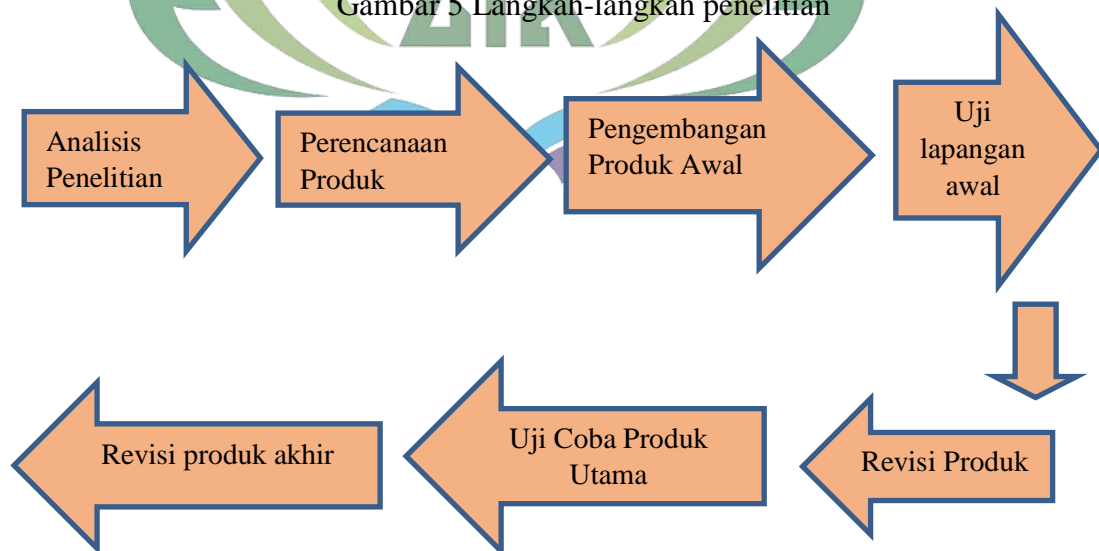 Gambar 5 Langkah-langkah penelitian
Analisis
Penelitian
Perencanaan
Produk
Pengembangan
Produk Awal
Uji
lapangan
awal
Revisi Produk
Uji Coba Produk
Utama
Revisi produk akhir